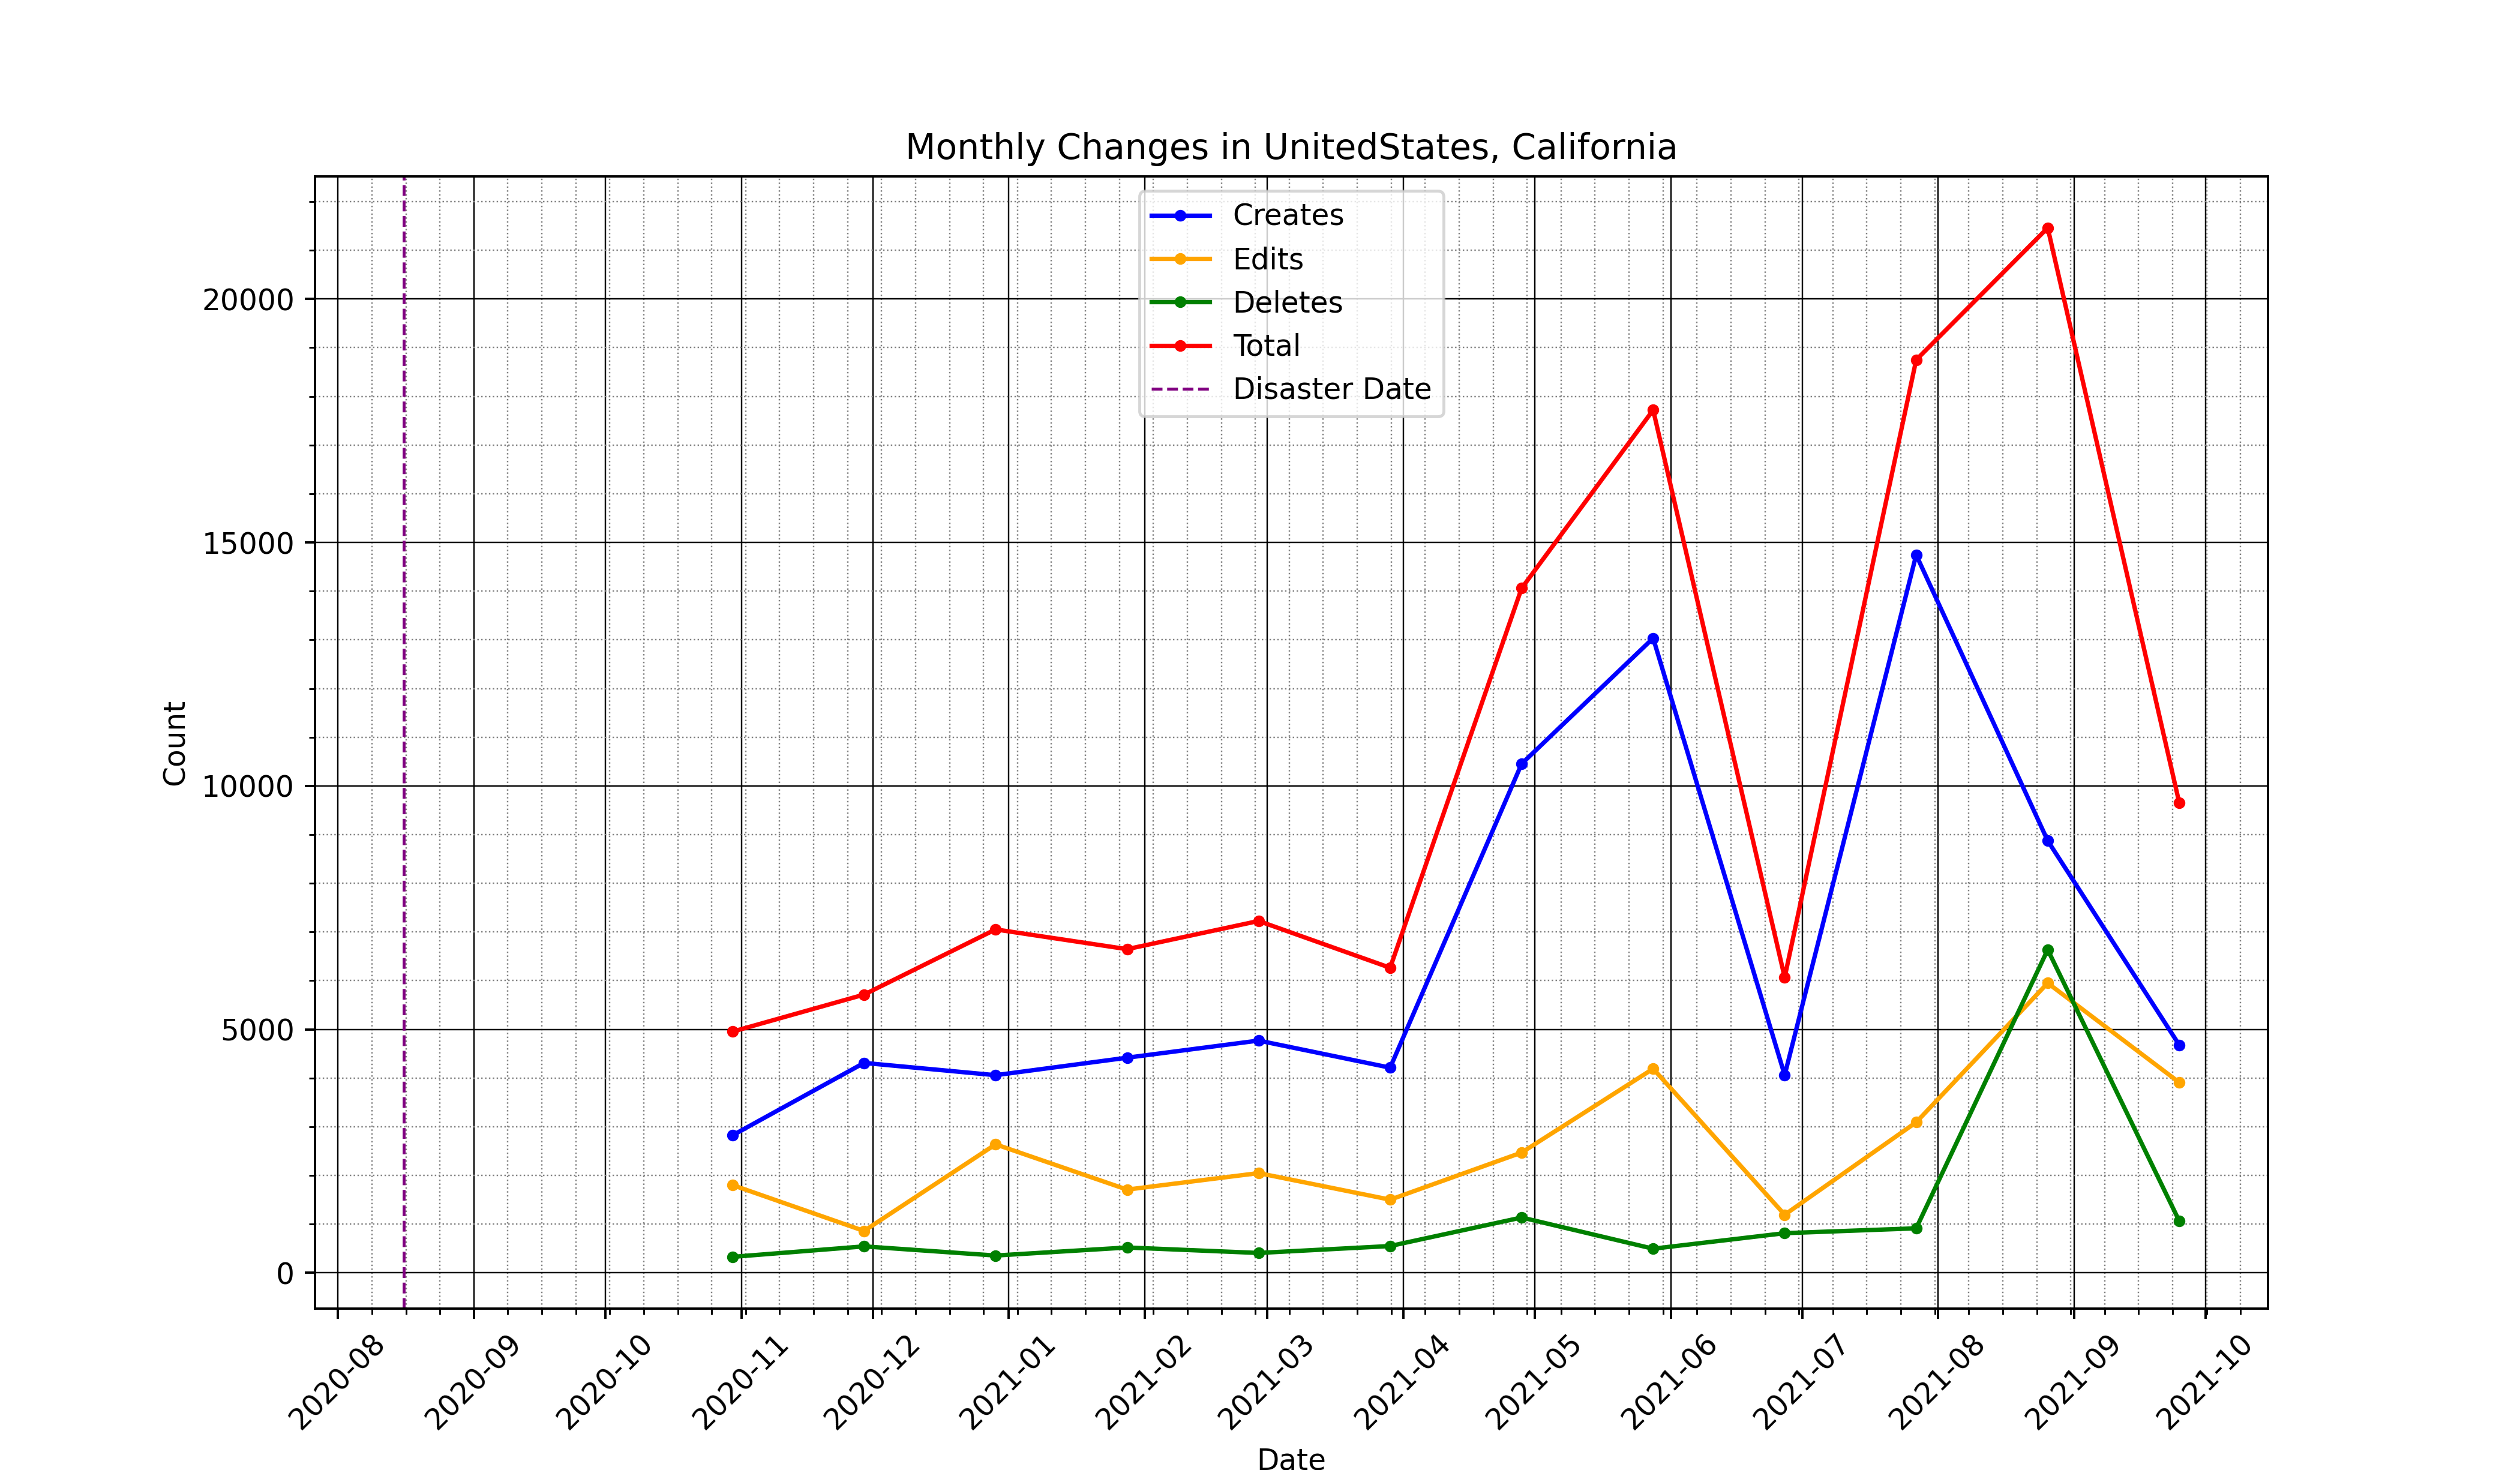 Monthly Changes in UnitedStates, California
Creates
Edits
Deletes
Total
Disaster Date
Count
20000
15000
10000
5000
0
2020-08
2020-09
2020-10
2020-11
2020-12
2021-01
2021-02
2021-03
2021-04
2021-05
2021-06
2021-07
2021-08
2021-09
2021-10
Date